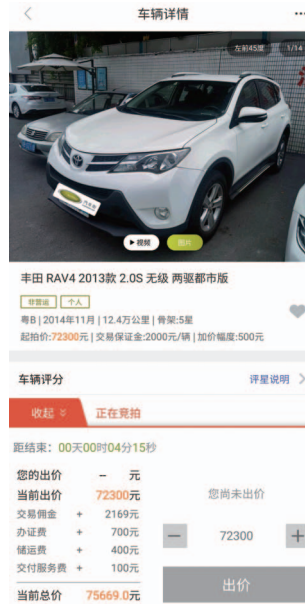 车辆详情
左前45度 1/14
视频 图片
丰田 RAV4 2013款 2.0S 无级 两驱都市版
非营运 个人
粤B|2014年11月|12.4万公里|骨架:5星
起拍价:72300元|交易保证金:2000元/辆|加价幅度:500元
车辆评分 评星说明
收起 正在竞拍
距结束：00天00时04分15秒
您的出价 -- 元
当前出价 72300元
您尚未出价
交易佣金 + 2169元
办证费 + 700元
— 72300 +
储运费 + 400元
交付服务费 + 100元
出价
当前总价 75669.0元